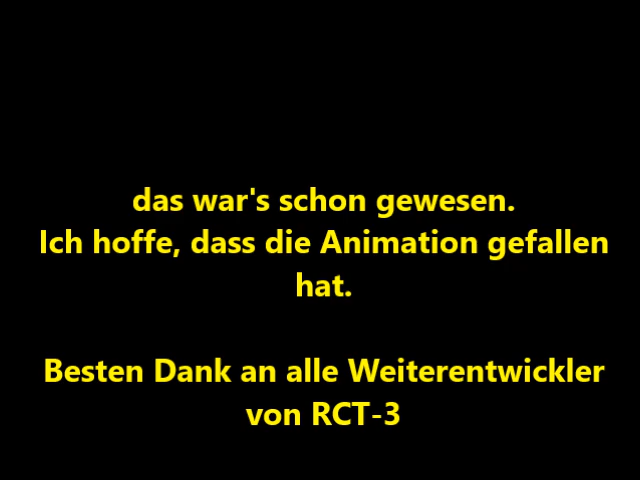 das war's schon gewesen.
Ich hoffe, dass die Animation gefallen
hat.
Besten Dank an alle Weiterentwickler
von RCT-3